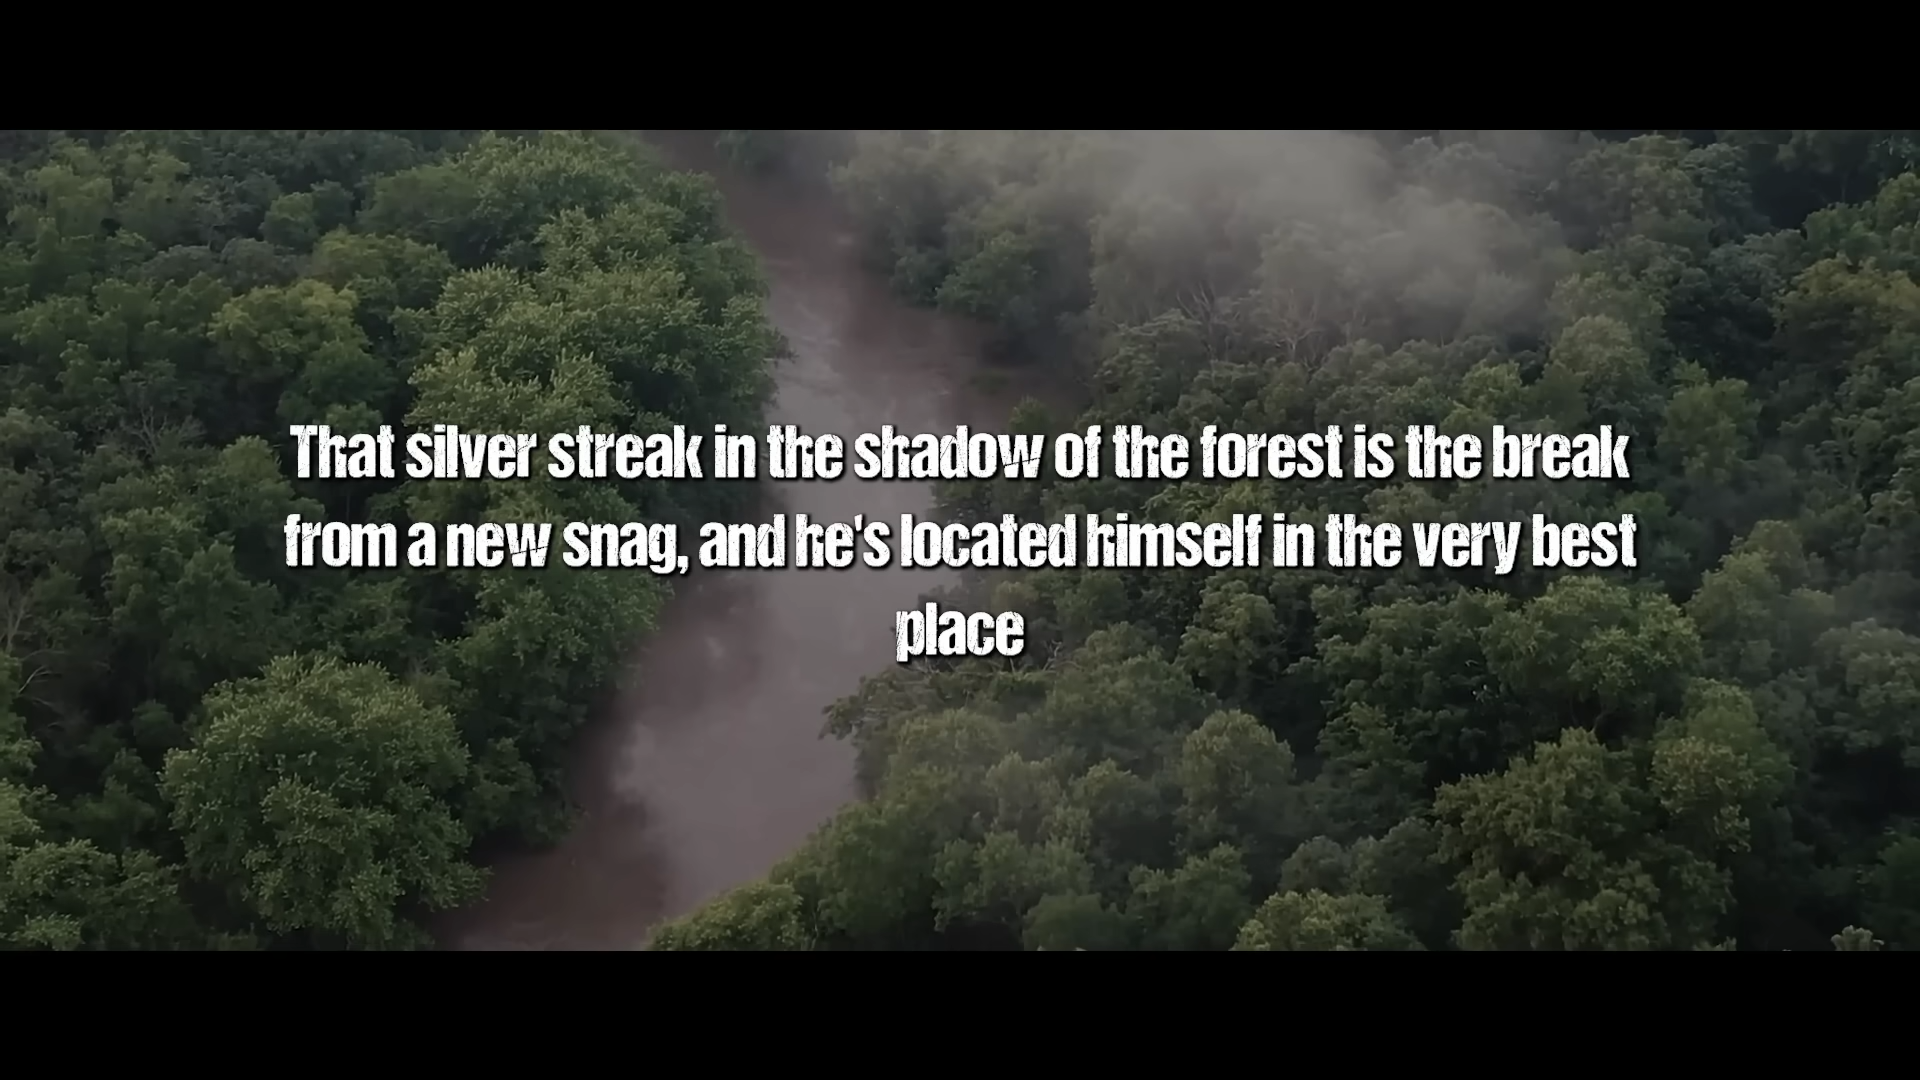 That silver streak in the shadow of the forest is the break
from a new snag, and he's located himself in the very best
place